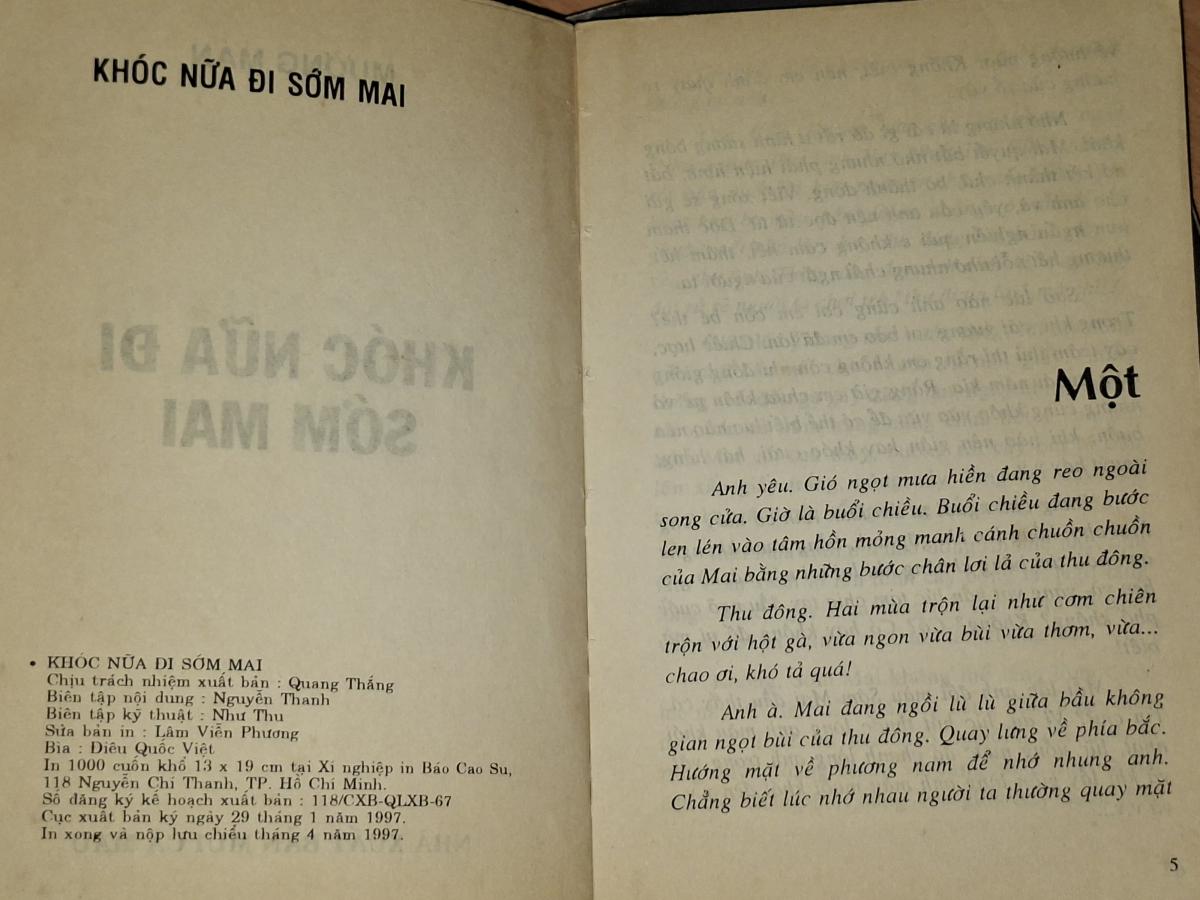 KHÓC NỮA ĐI SỚM MAI
KHÓC NỮA ĐI
SỚM MAI
• KHÓC NỮA ĐI SỚM MAI
Chịu trách nhiệm xuất bản : Quang Thắng
Biên tập nội dung : Nguyễn Thanh
Biên tập kỹ thuật : Như Thu
Sửa bản in : Lâm Viễn Phương
Bìa : Diêu Quốc Việt
In 1000 cuốn khổ 13 x 19 cm tại Xí nghiệp in Báo Cao Su,
118 Nguyễn Chí Thanh, TP. Hồ Chí Minh.
Số đăng ký kế hoạch xuất bản : 118/CXB-QLXB-67
Cục xuất bản ký ngày 29 tháng 1 năm 1997.
In xong và nộp lưu chiểu tháng 4 năm 1997.
Một
Anh yêu. Gió ngọt mưa hiền đang reo ngoài
song cửa. Giờ là buổi chiều. Buổi chiều đang bước
len lén vào tâm hồn mỏng manh cánh chuồn chuồn
của Mai bằng những bước chân lơi lả của thu đông.
Thu đông. Hai mùa trộn lại như cơm chiên
trộn với hột gà, vừa ngon vừa bùi vừa thơm, vừa...
chao ơi, khó tả quá!
Anh à. Mai đang ngồi lù lù giữa bầu không
gian ngọt bùi của thu đông. Quay lưng về phía bắc.
Hướng mặt về phương nam để nhớ nhung anh.
Chẳng biết lúc nhớ nhau người ta thường quay mặt
5